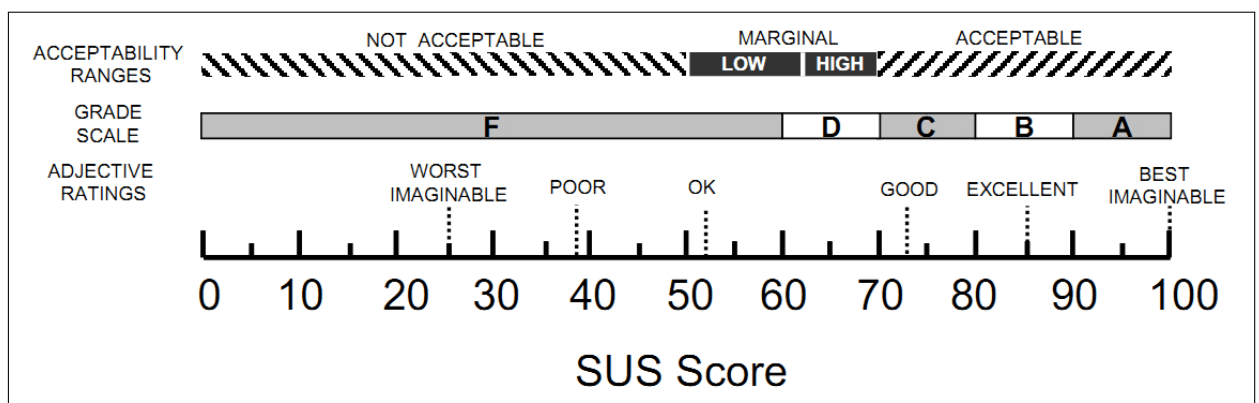 NOT ACCEPTABLE MARGINAL ACCEPTABLE
ACCEPTABILITY
RANGES
LOW HIGH
GRADE
SCALE
F D C B A
ADJECTIVE
RATINGS
WORST
IMAGINABLE
POOR
OK
GOOD
EXCELLENT
BEST
IMAGINABLE
0 10 20 30 40 50 60 70 80 90 100
SUS Score